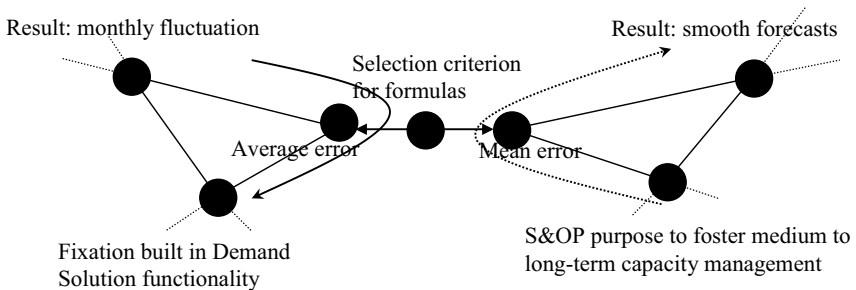 Result: monthly fluctuation
Result: smooth forecasts
Selection criterion
for formulas
Average error
Mean error
Fixation built in Demand
Solution functionality
S&OP purpose to foster medium to
long-term capacity management